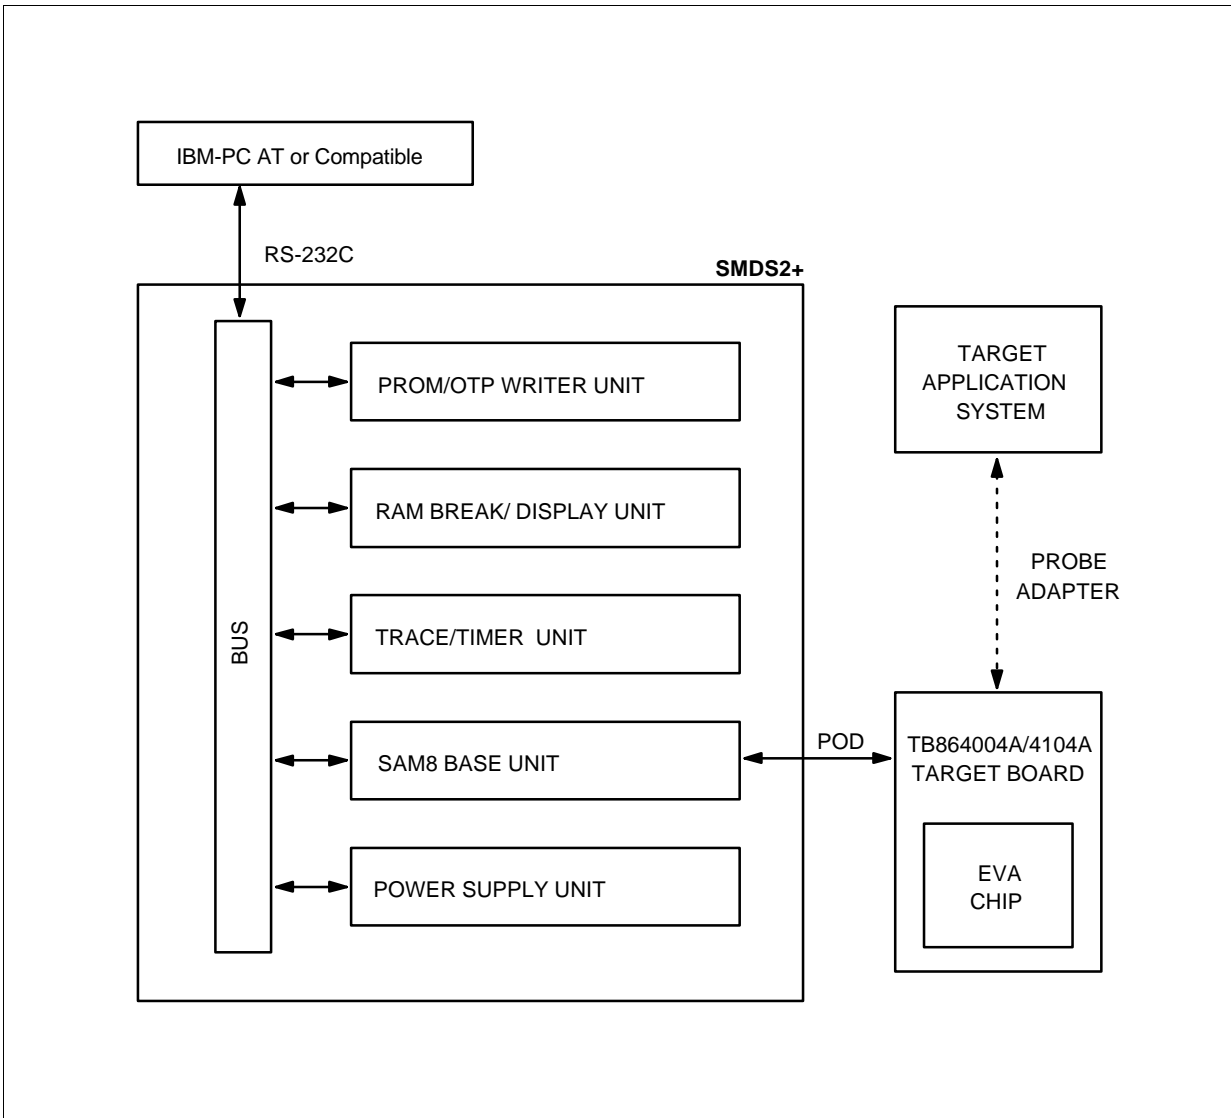 IBM-PC AT or Compatible
RS-232C
SMDS2+
BUS
PROM/OTP WRITER UNIT
RAM BREAK/ DISPLAY UNIT
TRACE/TIMER UNIT
SAM8 BASE UNIT
POWER SUPPLY UNIT
POD
TARGET
APPLICATION
SYSTEM
PROBE
ADAPTER
TB864004A/4104A
TARGET BOARD
EVA
CHIP